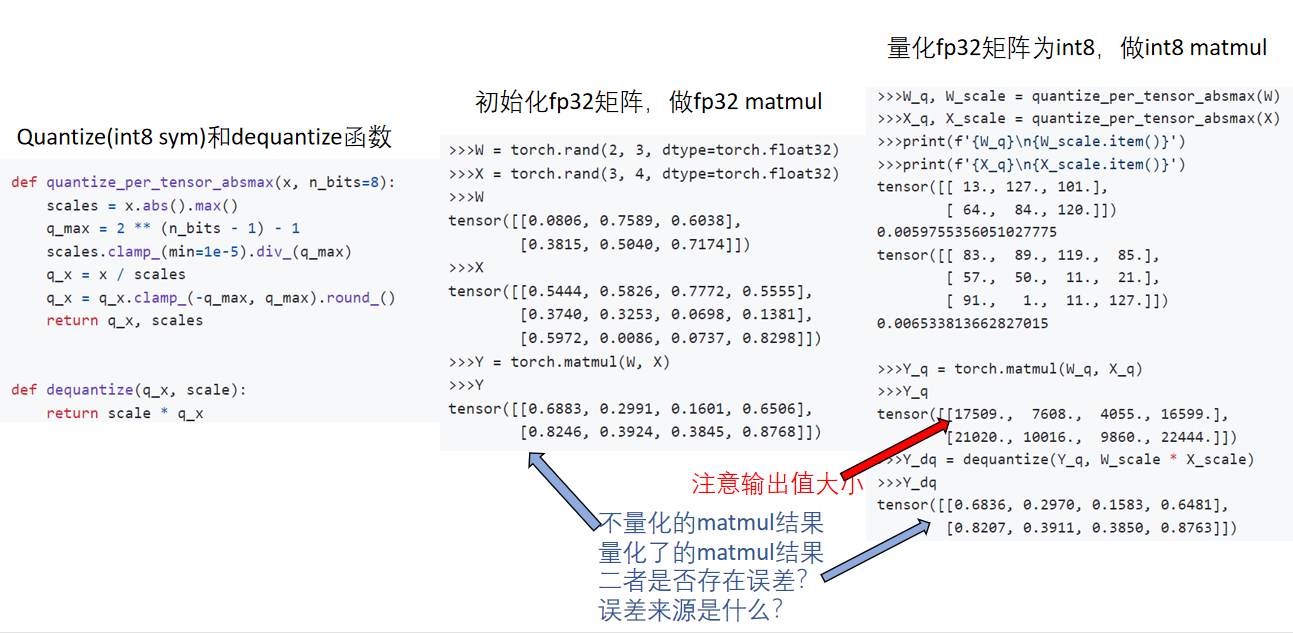 Quantize(int8 sym)和dequantize函数
def quantize_per_tensor_absmax(x, n_bits=8):
    scales = x.abs().max()
    q_max = 2 ** (n_bits - 1) - 1
    scales.clamp_(min=1e-5).div_(q_max)
    q_x = x / scales
    q_x = q_x.clamp_(-q_max, q_max).round_()
    return q_x, scales
def dequantize(q_x, scale):
    return scale * q_x
初始化fp32矩阵，做fp32 matmul
>>>W = torch.rand(2, 3, dtype=torch.float32)
>>>X = torch.rand(3, 4, dtype=torch.float32)
>>>W
tensor([[0.0806, 0.7589, 0.6038],
        [0.3815, 0.5040, 0.7174]])
>>>X
tensor([[0.5444, 0.5826, 0.7772, 0.5555],
        [0.3740, 0.3253, 0.0698, 0.1381],
        [0.5972, 0.0086, 0.0737, 0.8298]])
>>>Y = torch.matmul(W, X)
>>>Y
tensor([[0.6883, 0.2991, 0.1601, 0.6506],
        [0.8246, 0.3924, 0.3845, 0.8768]])
量化fp32矩阵为int8，做int8 matmul
>>>W_q, W_scale = quantize_per_tensor_absmax(W)
>>>X_q, X_scale = quantize_per_tensor_absmax(X)
>>>print(f'{W_q}\n{W_scale.item()}')
>>>print(f'{X_q}\n{X_scale.item()}')
tensor([[ 13., 127., 101.],
        [ 64.,  84., 120.]])
0.0059755356051027775
tensor([[ 83.,  89., 119.,  85.],
        [ 57.,  50.,  11.,  21.],
        [ 91.,   1.,  11., 127.]])
0.006533813662827015
>>>Y_q = torch.matmul(W_q, X_q)
>>>Y_q
tensor([[17509.,  7608.,  4055., 16599.],
        [21020., 10016.,  9860., 22444.]])
>>>Y_dq = dequantize(Y_q, W_scale * X_scale)
>>>Y_dq
tensor([[0.6836, 0.2970, 0.1583, 0.6481],
        [0.8207, 0.3911, 0.3850, 0.8763]])
注意输出值大小
不量化的matmul结果
量化了的matmul结果
二者是否存在误差？
误差来源是什么？